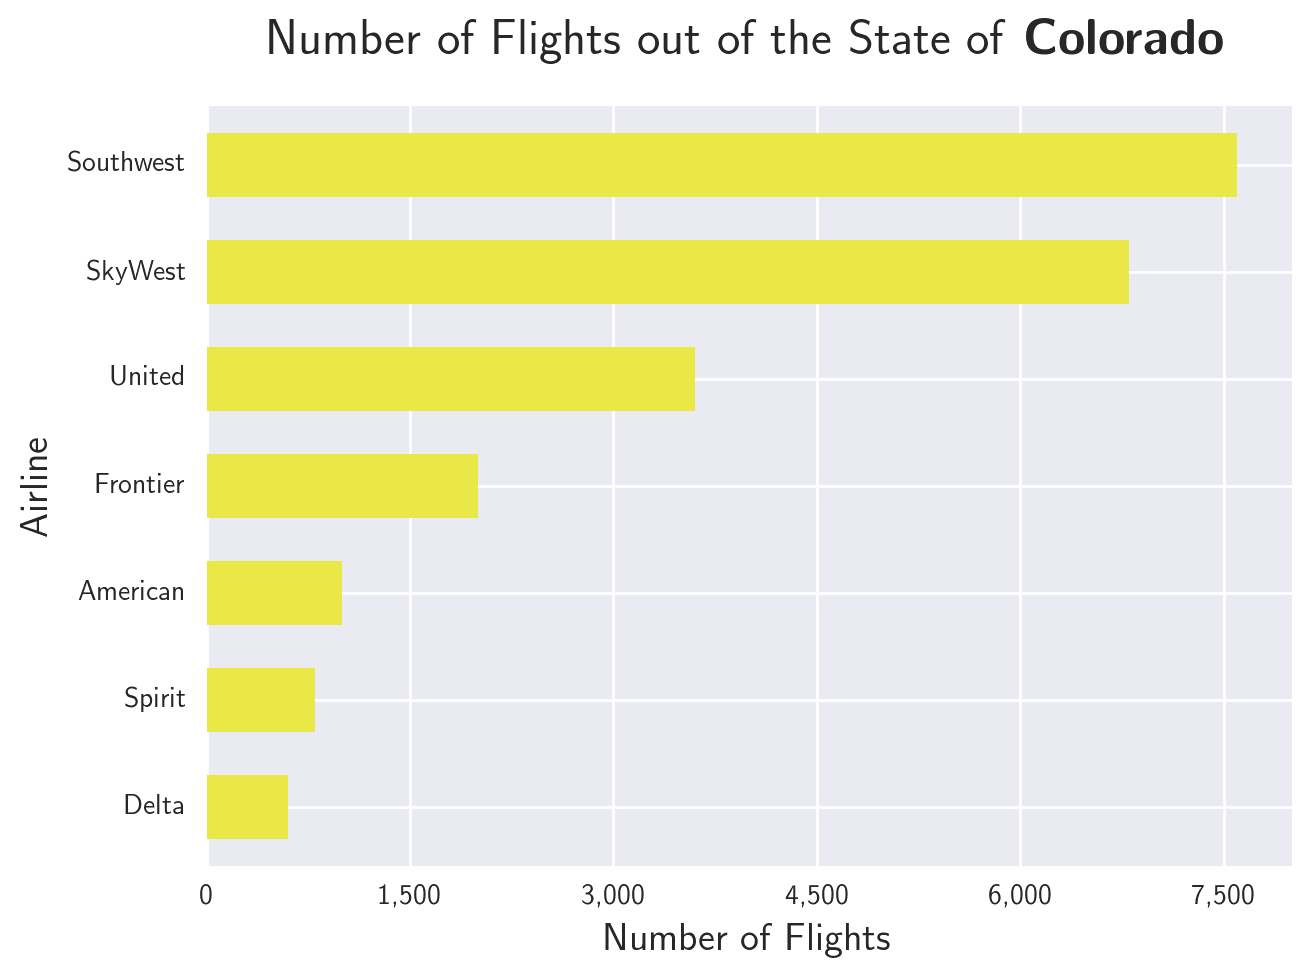 Number of Flights out of the State of Colorado
Southwest
SkyWest
United
Frontier
American
Spirit
Delta
Airline
0 1,500 3,000 4,500 6,000 7,500
Number of Flights